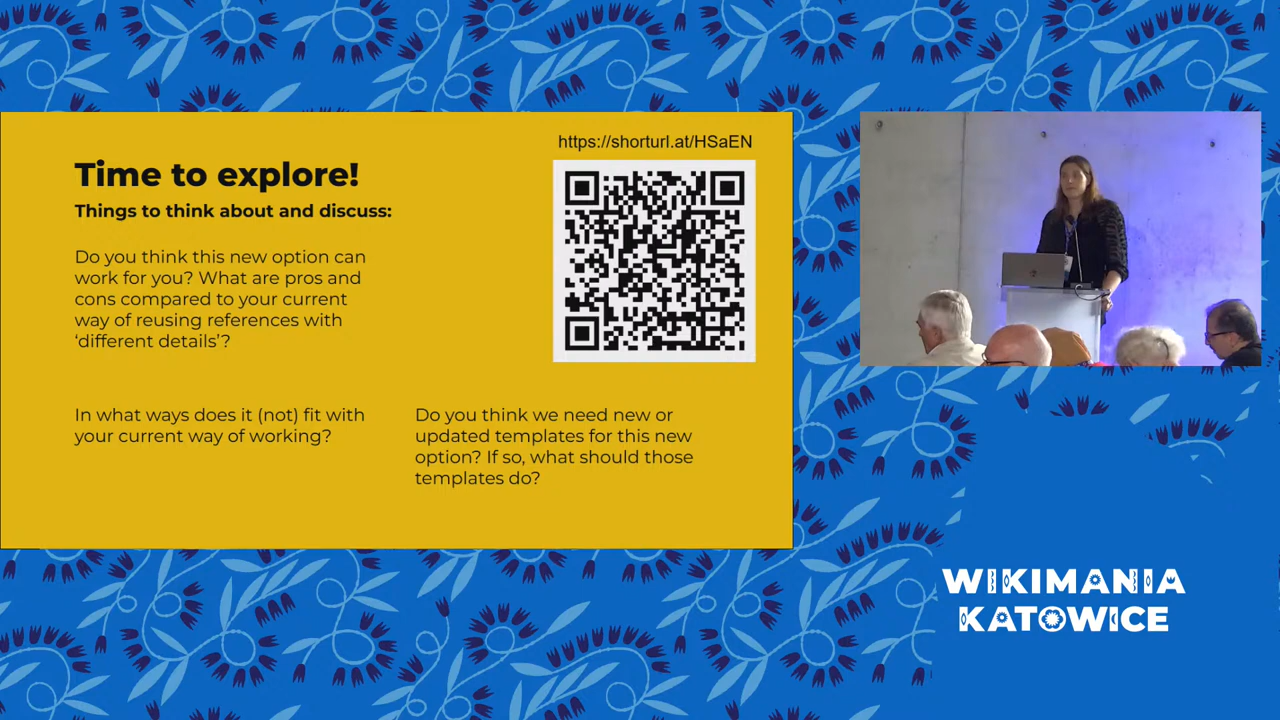 https://shorturl.at/HSaEN
Time to explore!
Things to think about and discuss:
Do you think this new option can
work for you? What are pros and
cons compared to your current
way of reusing references with
‘different details’?
In what ways does it (not) fit with
your current way of working?
Do you think we need new or
updated templates for this new
option? If so, what should those
templates do?
WIKIMANIA
KATOWICE